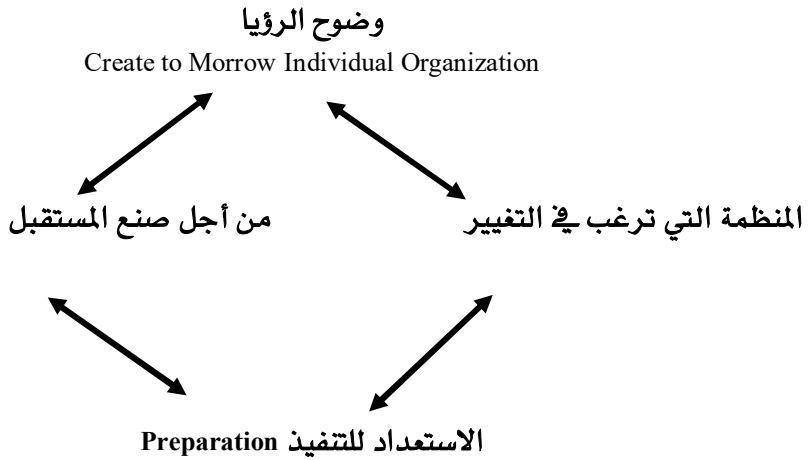 وضوح الرؤيا
Create to Morrow Individual Organization
المنظمة التي ترغب في التغيير
من أجل صنع المستقبل
الاستعداد للتنفيذ Preparation